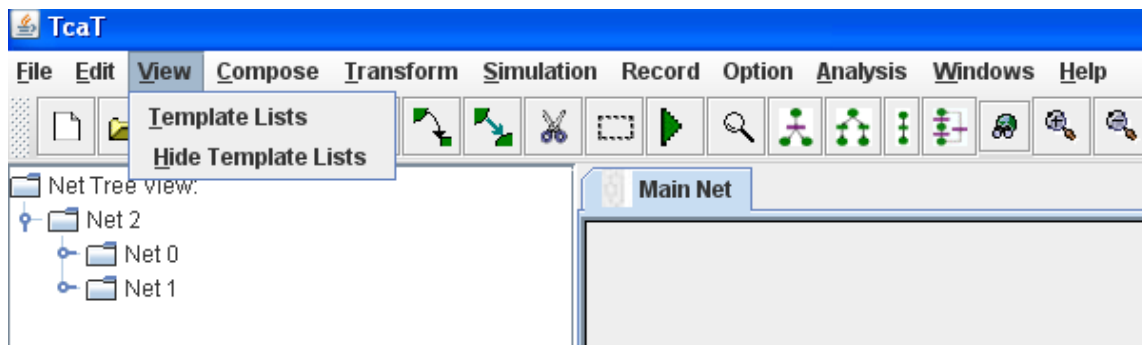 TcaT
File Edit View Compose Transform Simulation Record Option Analysis Windows Help
Template Lists
Hide Template Lists
Net Tree View:
Main Net
Net 2
Net 0
Net 1